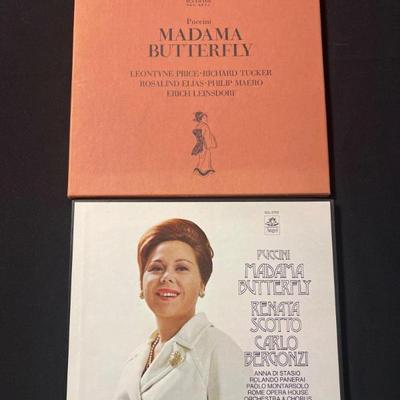 Puccini
MADAMA
BUTTERFLY
LEONTYNE PRICE•RICHARD TUCKER
ROSALIND ELIAS•PHILIP MAERO
ERICH LEINSDORF
Angel
PUCCINI
MADAMA
BUTTERFLY
RENATA
SCOTTO
CARLO
BERGONZI
ANNA DI STASIO
ROLANDO PANERAI
PAOLO MONTARSOLO
ROME OPERA HOUSE
ORCHESTRA & CHORUS